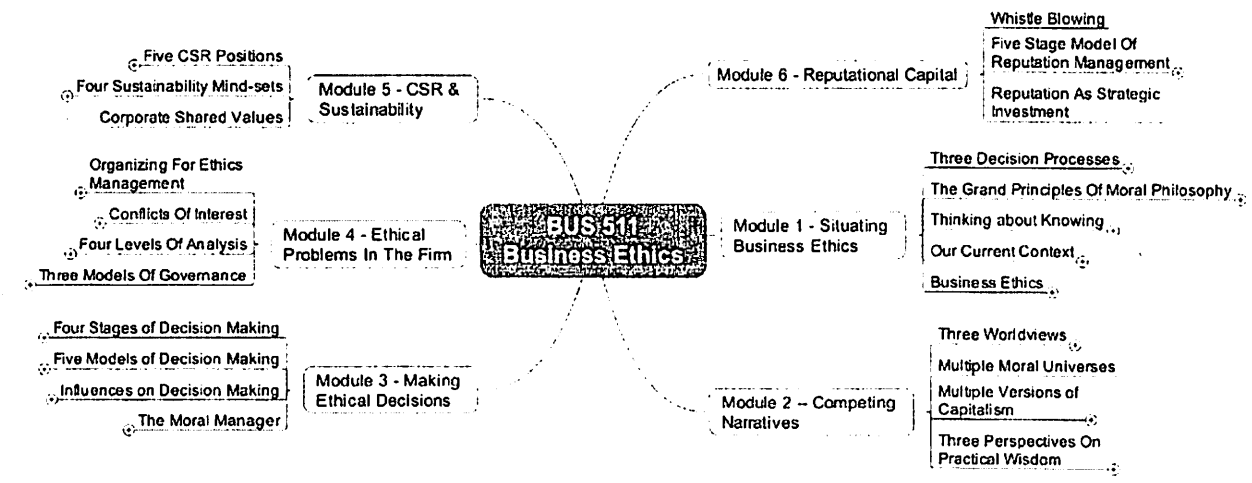 BUS 511
Business Ethics
Module 1 - Situating
Business Ethics
Three Decision Processes
The Grand Principles Of Moral Philosophy
Thinking about Knowing
Our Current Context
Business Ethics
Module 2 – Competing
Narratives
Three Worldviews
Multiple Moral Universes
Multiple Versions of
Capitalism
Three Perspectives On
Practical Wisdom
Module 3 - Making
Ethical Decisions
Four Stages of Decision Making
Five Models of Decision Making
Influences on Decision Making
The Moral Manager
Module 4 - Ethical
Problems In The Firm
Organizing For Ethics
Management
Conflicts Of Interest
Four Levels Of Analysis
Three Models Of Governance
Module 5 - CSR &
Sustainability
Five CSR Positions
Four Sustainability Mind-sets
Corporate Shared Values
Module 6 - Reputational Capital
Whistle Blowing
Five Stage Model Of
Reputation Management
Reputation As Strategic
Investment